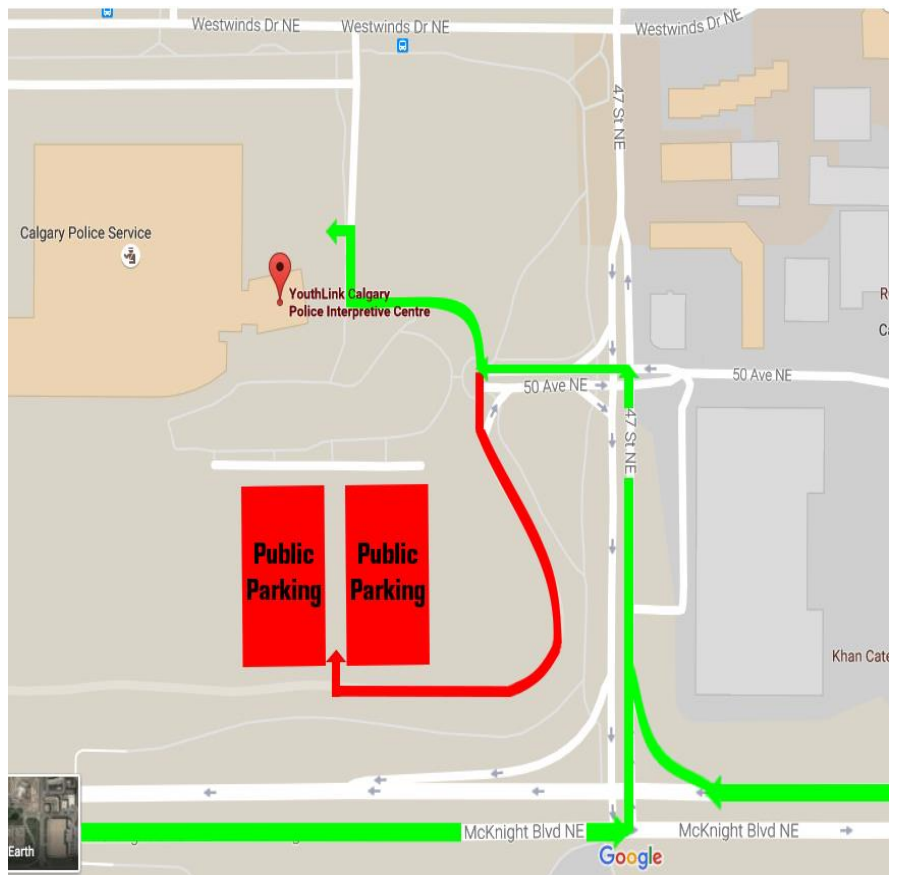 Westwinds Dr NE
Westwinds Dr NE
Westwinds Dr NE
47 St NE
Calgary Police Service
YouthLink Calgary
Police Interpretive Centre
50 Ave NE
50 Ave NE
47 St NE
Public
Parking
Public
Parking
Khan Cate
Earth
McKnight Blvd NE
McKnight Blvd NE
Google